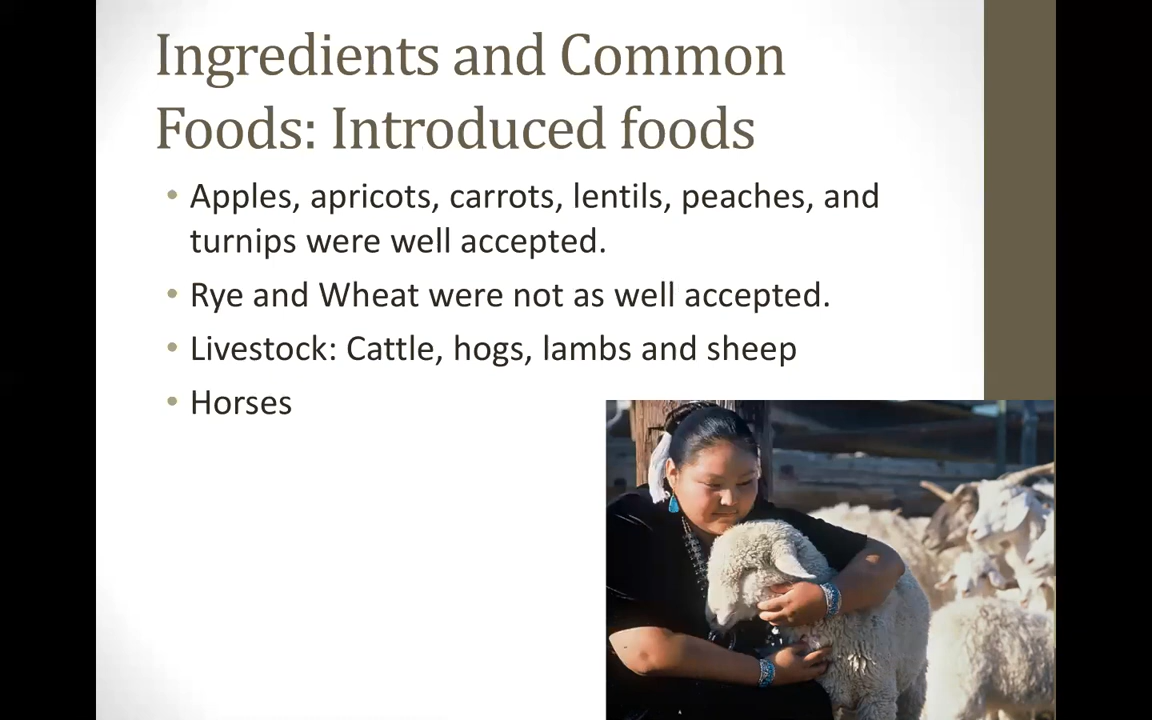 Ingredients and Common
Foods: Introduced foods
• Apples, apricots, carrots, lentils, peaches, and
turnips were well accepted.
• Rye and Wheat were not as well accepted.
• Livestock: Cattle, hogs, lambs and sheep
• Horses